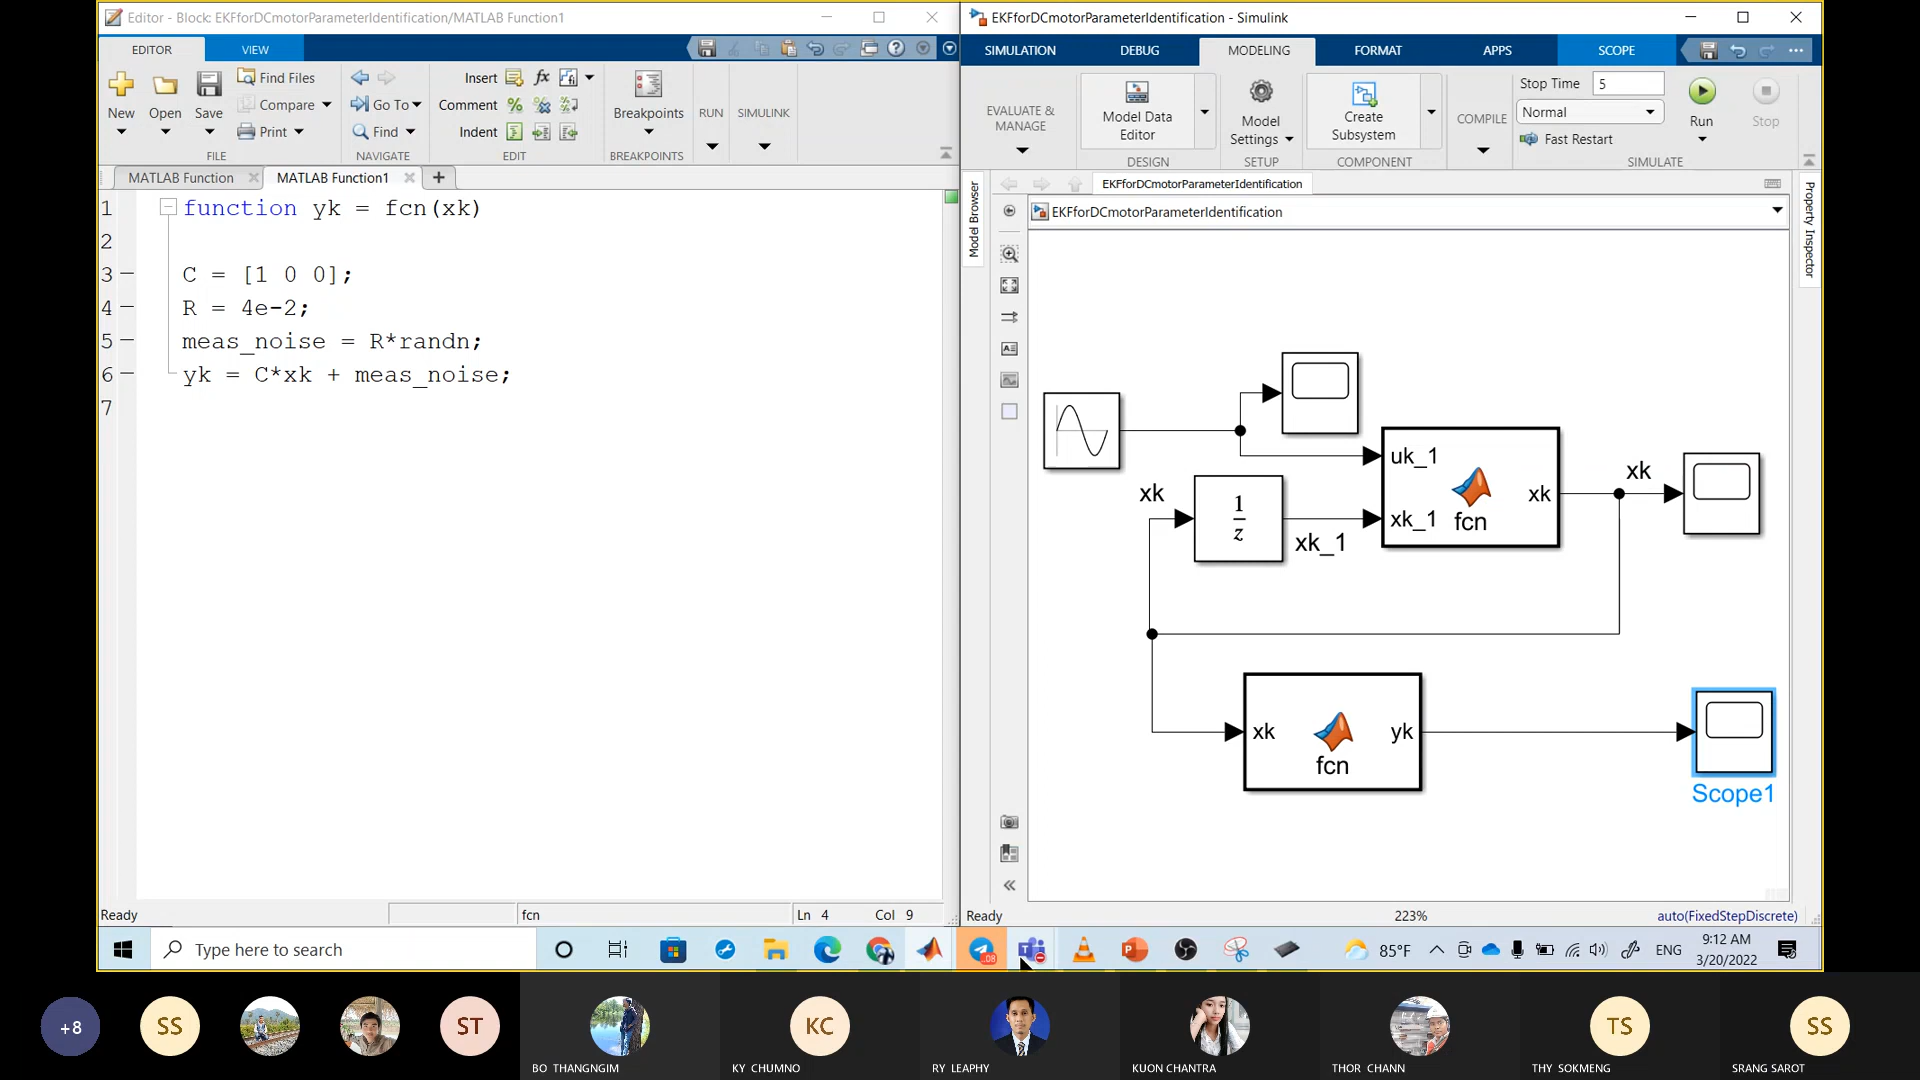 Editor - Block: EKFforDCmotorParameterIdentification/MATLAB Function1
EDITOR
VIEW
New
Open
Save
Find Files
Compare
Print
FILE
Go To
Find
NAVIGATE
Insert
fx
Comment
Indent
EDIT
Breakpoints
BREAKPOINTS
RUN
SIMULINK
MATLAB Function
MATLAB Function1
1 function yk = fcn(xk)
2
3 C = [1 0 0];
4 R = 4e-2;
5 meas_noise = R*randn;
6 yk = C*xk + meas_noise;
7
Ready
fcn
Ln 4
Col 9
EKFforDCmotorParameterIdentification - Simulink
SIMULATION
DEBUG
MODELING
FORMAT
APPS
SCOPE
EVALUATE & MANAGE
Model Data Editor
DESIGN
Model Settings
SETUP
Create Subsystem
COMPONENT
COMPILE
Stop Time 5
Normal
Fast Restart
Run
Stop
SIMULATE
Model Browser
EKFforDCmotorParameterIdentification
EKFforDCmotorParameterIdentification
Property Inspector
uk_1
xk_1 fcn
xk
xk
xk
1
z
xk_1
xk
fcn
yk
Scope1
Ready
223%
auto(FixedStepDiscrete)
Type here to search
85°F
ENG
9:12 AM
3/20/2022
+8
SS
ST
BO THANGNGIM
KC
KY CHUMNO
RY LEAPHY
KUON CHANTRA
THOR CHANN
TS
THY SOKMENG
SS
SRANG SAROT